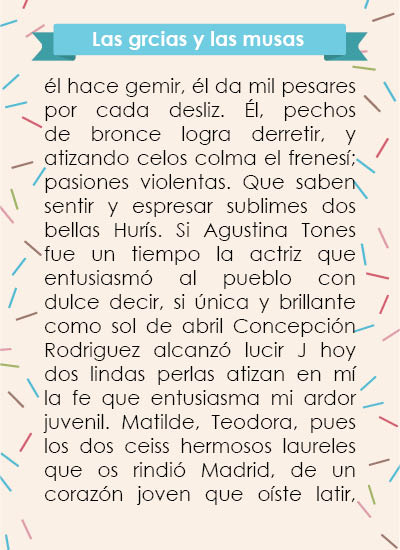 Las grcias y las musas
él hace gemir, él da mil pesares
por cada desliz. Él, pechos
de bronce logra derretir, y
atizando celos colma el frenesí;
pasiones violentas. Que saben
sentir y espresar sublimes dos
bellas Hurís. Si Agustina Tones
fue un tiempo la actriz que
entusiasmó al pueblo con
dulce decir, si única y brillante
como sol de abril Concepción
Rodriguez alcanzó lucir J hoy
dos lindas perlas atizan en mí
la fe que entusiasma mi ardor
juvenil. Matilde, Teodora, pues
los dos ceiss hermosos laureles
que os rindió Madrid, de un
corazón joven que oíste latir,